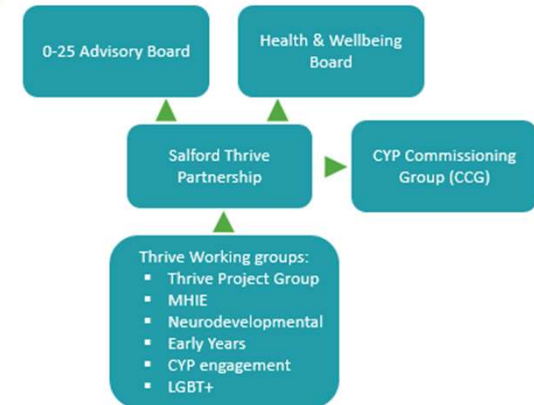 0-25 Advisory Board
Health & Wellbeing
Board
Salford Thrive
Partnership
CYP Commissioning
Group (CCG)
Thrive Working groups:
▪ Thrive Project Group
▪ MHIE
▪ Neurodevelopmental
▪ Early Years
▪ CYP engagement
▪ LGBT+